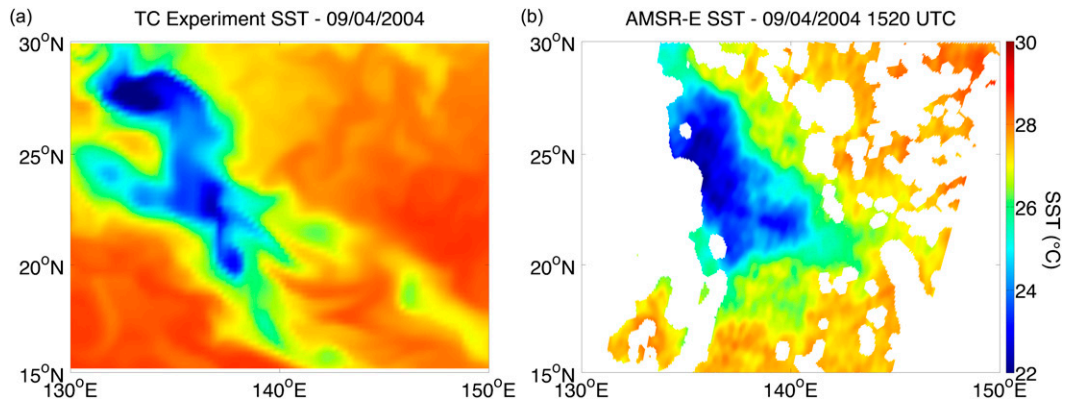 (a) TC Experiment SST - 09/04/2004
30°N
25°N
20°N
15°N
130°E 140°E 150°E
(b) AMSR-E SST - 09/04/2004 1520 UTC
30°N
25°N
20°N
15°N
130°E 140°E 150°E
30
28
26
24
22
SST (°C)